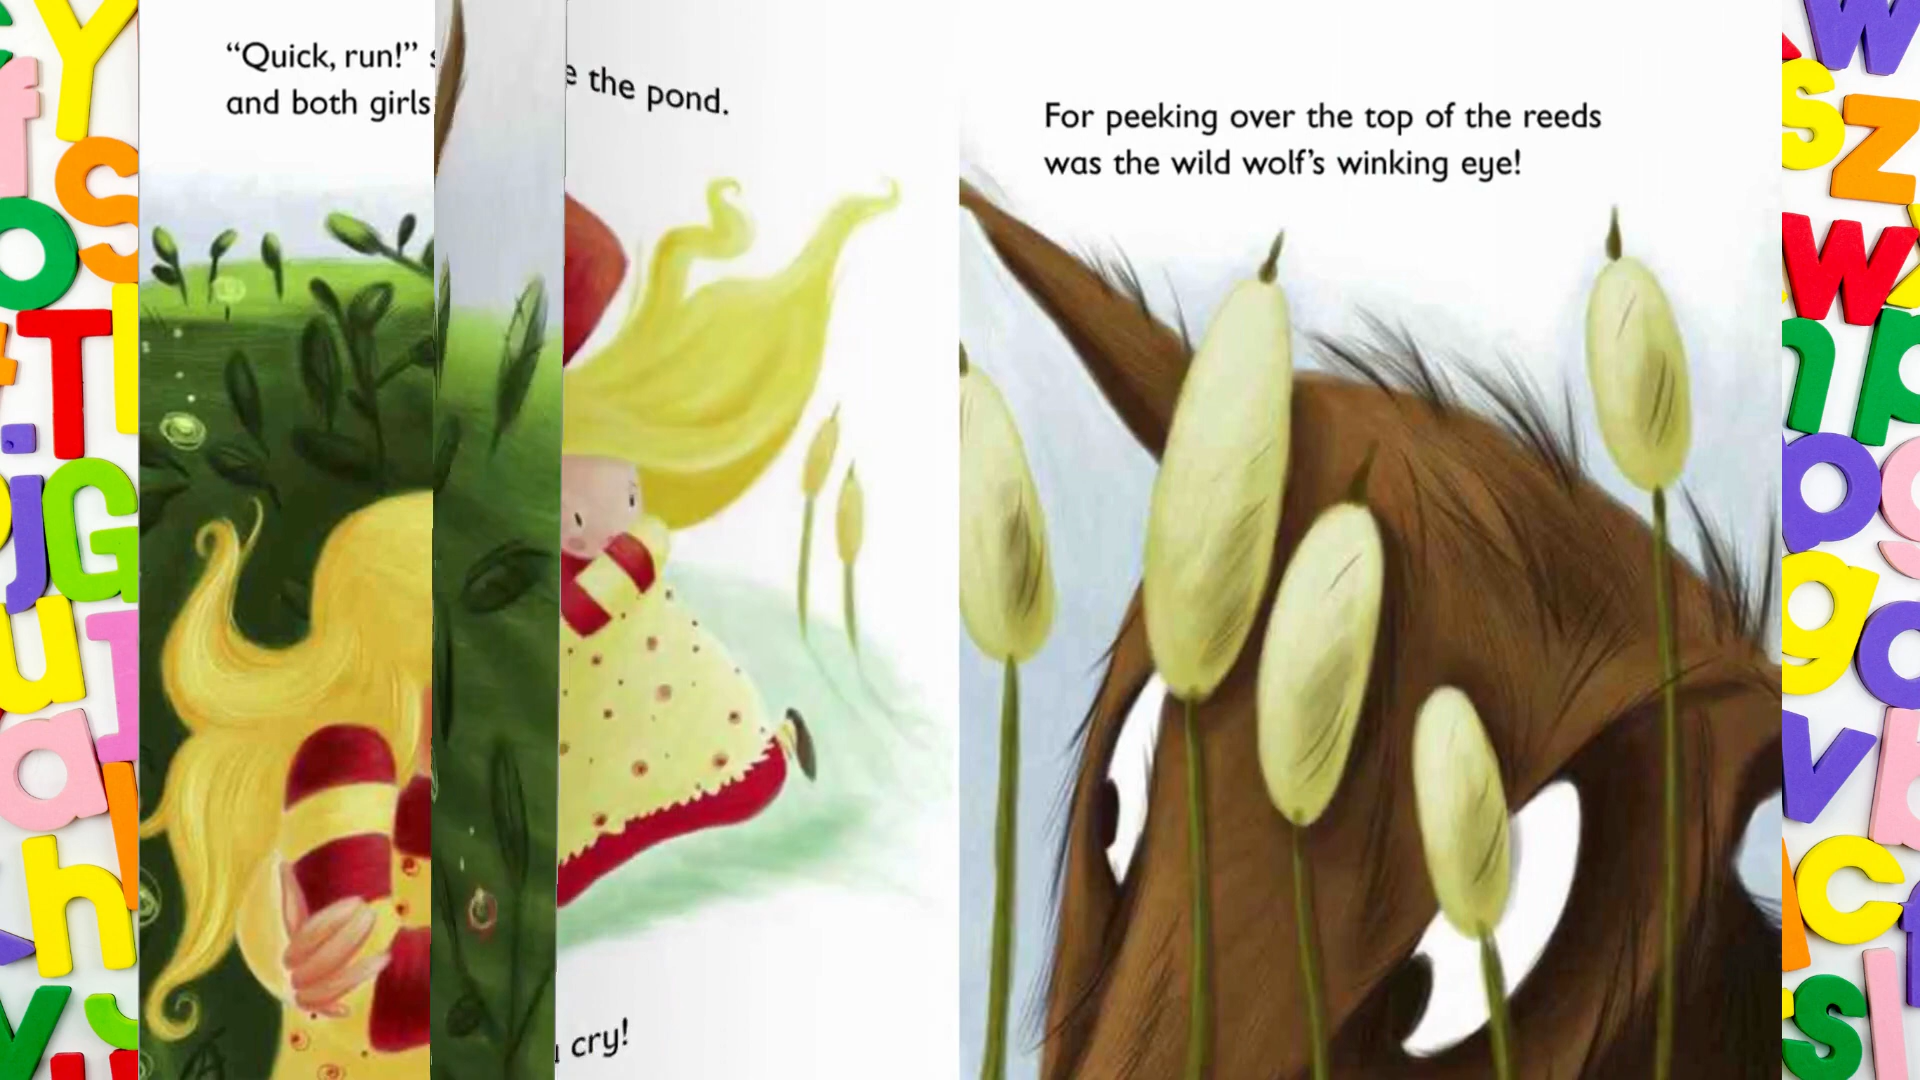 “Quick, run!”
and both girls
the pond.
cry!
For peeking over the top of the reeds
was the wild wolf’s winking eye!